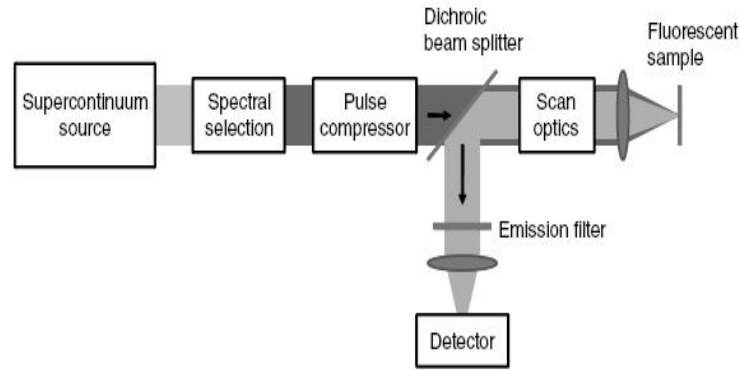 Dichroic
beam splitter
Fluorescent
sample
Supercontinuum
source
Spectral
selection
Pulse
compressor
Scan
optics
Emission filter
Detector